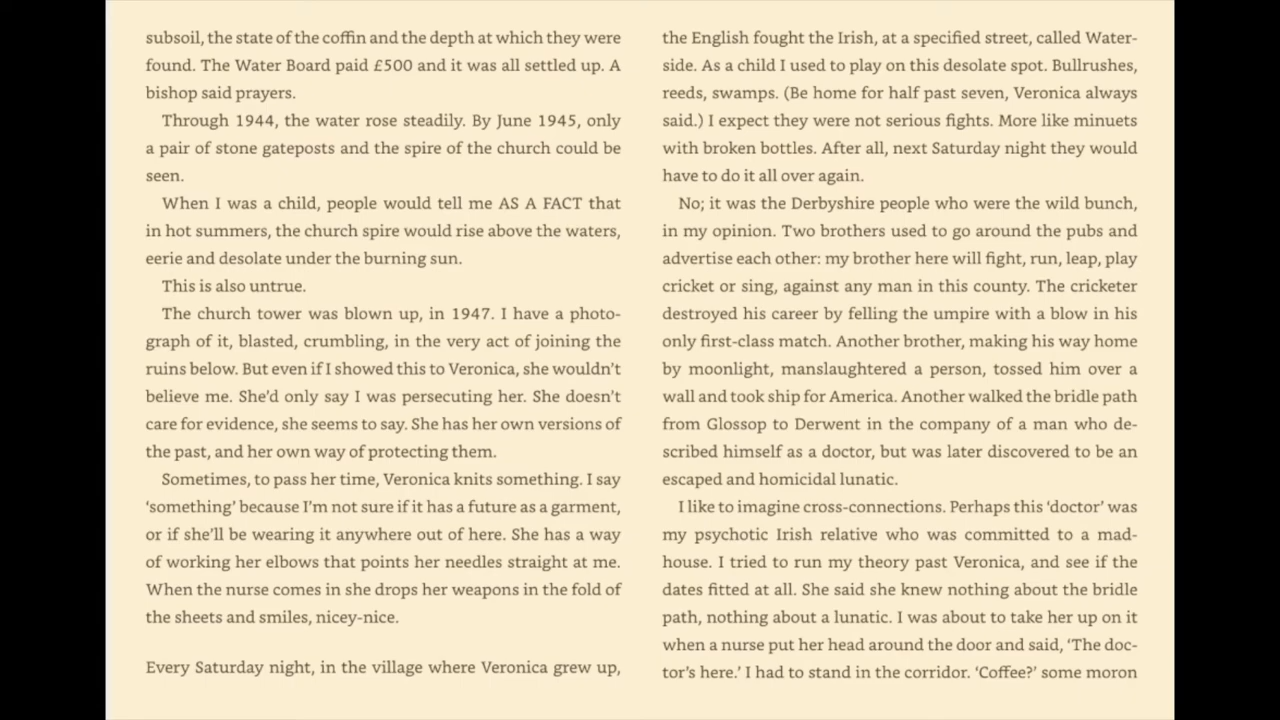 subsoil, the state of the coffin and the depth at which they were
found. The Water Board paid £500 and it was all settled up. A
bishop said prayers.
Through 1944, the water rose steadily. By June 1945, only
a pair of stone gateposts and the spire of the church could be
seen.
When I was a child, people would tell me AS A FACT that
in hot summers, the church spire would rise above the waters,
eerie and desolate under the burning sun.
This is also untrue.
The church tower was blown up, in 1947. I have a photo-
graph of it, blasted, crumbling, in the very act of joining the
ruins below. But even if I showed this to Veronica, she wouldn’t
believe me. She’d only say I was persecuting her. She doesn’t
care for evidence, she seems to say. She has her own versions of
the past, and her own way of protecting them.
Sometimes, to pass her time, Veronica knits something. I say
‘something’ because I’m not sure if it has a future as a garment,
or if she’ll be wearing it anywhere out of here. She has a way
of working her elbows that points her needles straight at me.
When the nurse comes in she drops her weapons in the fold of
the sheets and smiles, nicey-nice.
Every Saturday night, in the village where Veronica grew up,
the English fought the Irish, at a specified street, called Water-
side. As a child I used to play on this desolate spot. Bullrushes,
reeds, swamps. (Be home for half past seven, Veronica always
said.) I expect they were not serious fights. More like minuets
with broken bottles. After all, next Saturday night they would
have to do it all over again.
No; it was the Derbyshire people who were the wild bunch,
in my opinion. Two brothers used to go around the pubs and
advertise each other: my brother here will fight, run, leap, play
cricket or sing, against any man in this county. The cricketer
destroyed his career by felling the umpire with a blow in his
only first-class match. Another brother, making his way home
by moonlight, manslaughtered a person, tossed him over a
wall and took ship for America. Another walked the bridle path
from Glossop to Derwent in the company of a man who de-
scribed himself as a doctor, but was later discovered to be an
escaped and homicidal lunatic.
I like to imagine cross-connections. Perhaps this ‘doctor’ was
my psychotic Irish relative who was committed to a mad-
house. I tried to run my theory past Veronica, and see if the
dates fitted at all. She said she knew nothing about the bridle
path, nothing about a lunatic. I was about to take her up on it
when a nurse put her head around the door and said, ‘The doc-
tor’s here.’ I had to stand in the corridor. ‘Coffee?’ some moron